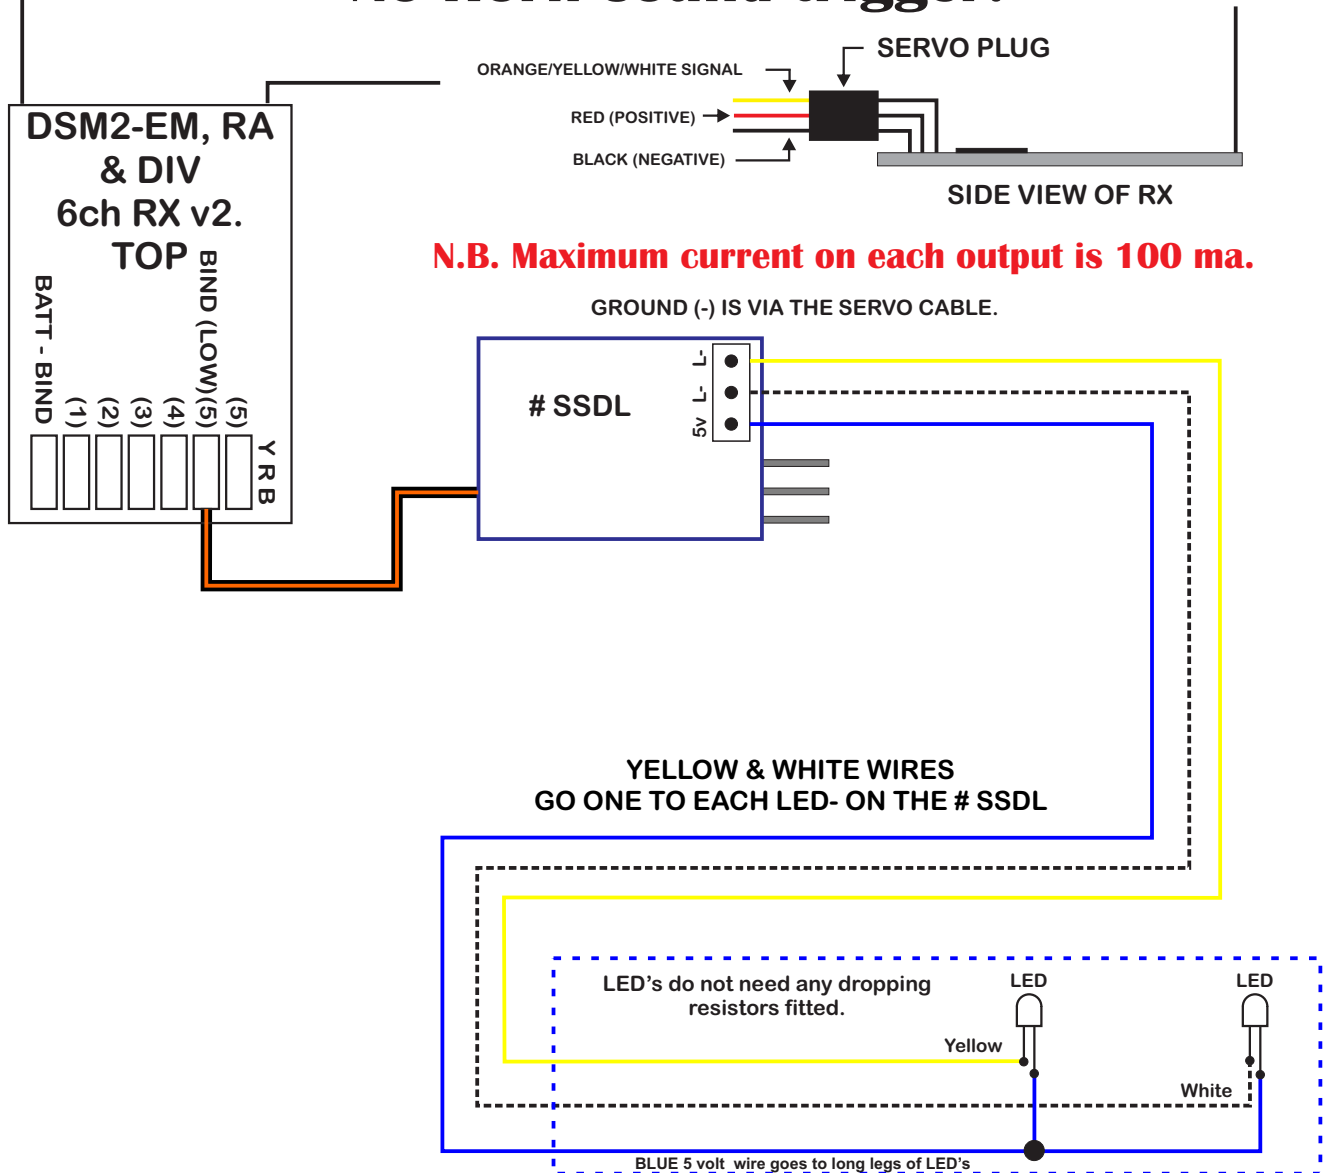 SERVO PLUG
ORANGE/YELLOW/WHITE SIGNAL
RED (POSITIVE)
BLACK (NEGATIVE)
SIDE VIEW OF RX
DSM2-EM, RA
& DIV
6ch RX v2.
TOP
BATT - BIND
(1)
(2)
(3)
(4)
BIND (LOW)(5)
(5)
Y R B
N.B. Maximum current on each output is 100 ma.
GROUND (-) IS VIA THE SERVO CABLE.
# SSDL
L-
L-
5v
YELLOW & WHITE WIRES
GO ONE TO EACH LED- ON THE # SSDL
LED's do not need any dropping
resistors fitted.
LED
LED
Yellow
White
BLUE 5 volt wire goes to long legs of LED's